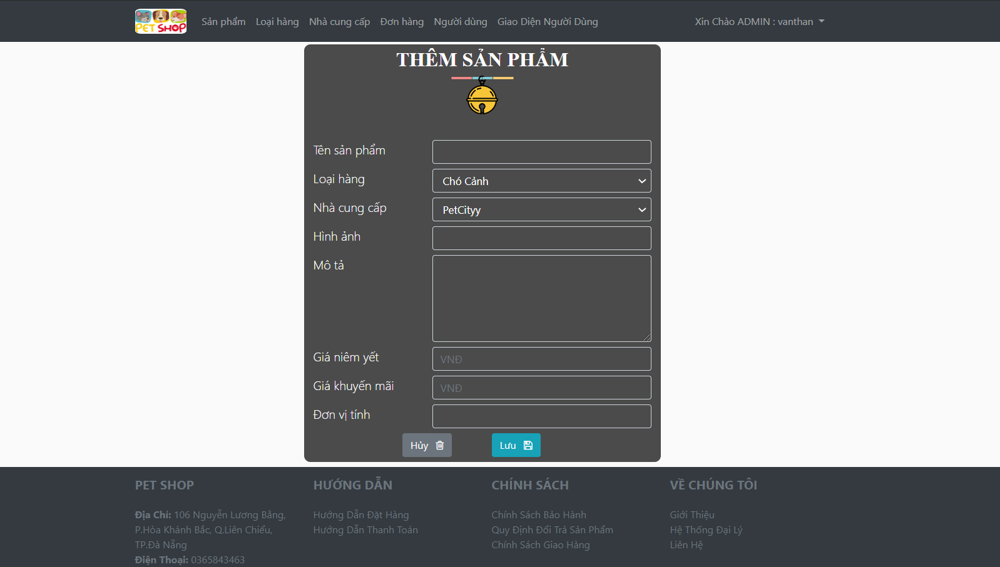 PET SHOP
Sản phẩm Loại hàng Nhà cung cấp Đơn hàng Người dùng Giao Diện Người Dùng Xin Chào ADMIN : vanthan
THÊM SẢN PHẨM
Tên sản phẩm
Loại hàng Chó Cảnh
Nhà cung cấp PetCityy
Hình ảnh
Mô tả
Giá niêm yết VNĐ
Giá khuyến mãi VNĐ
Đơn vị tính
Hủy Lưu
PET SHOP
Địa Chỉ: 106 Nguyễn Lương Bằng,
P.Hòa Khánh Bắc, Q.Liên Chiểu,
TP.Đà Nẵng
Điện Thoại: 0365843463
HƯỚNG DẪN
Hướng Dẫn Đặt Hàng
Hướng Dẫn Thanh Toán
CHÍNH SÁCH
Chính Sách Bảo Hành
Quy Định Đổi Trả Sản Phẩm
Chính Sách Giao Hàng
VỀ CHÚNG TÔI
Giới Thiệu
Hệ Thống Đại Lý
Liên Hệ